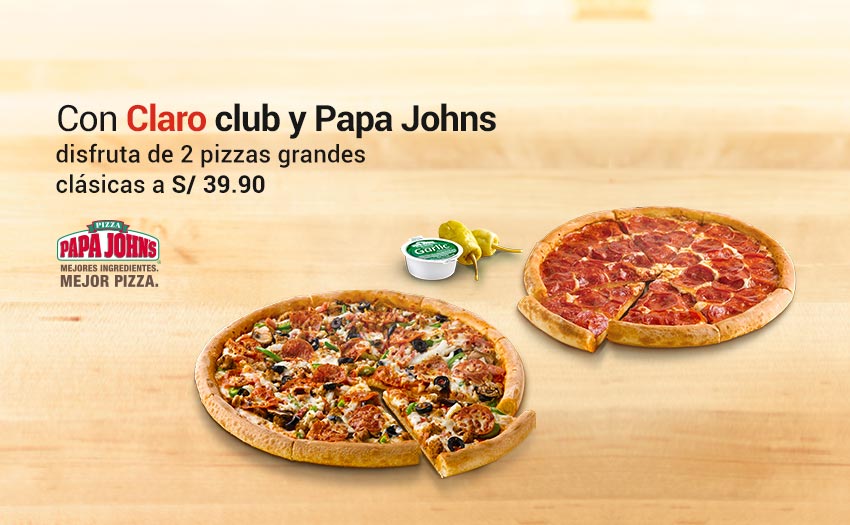 Con Claro club y Papa Johns
disfruta de 2 pizzas grandes
clásicas a S/ 39.90
PIZZA
PAPA JOHNS
MEJORES INGREDIENTES.
MEJOR PIZZA.
Garlic